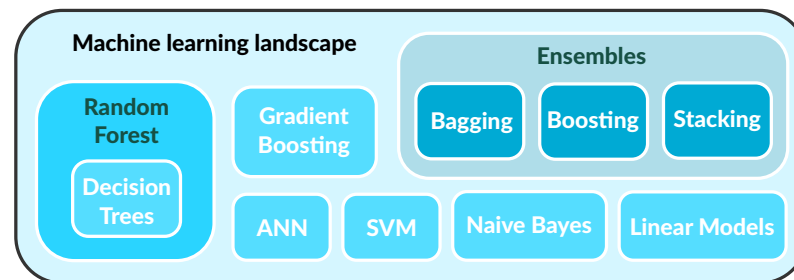 Machine learning landscape
Ensembles
Random
Forest
Decision
Trees
Gradient
Boosting
Bagging
Boosting
Stacking
ANN
SVM
Naive Bayes
Linear Models